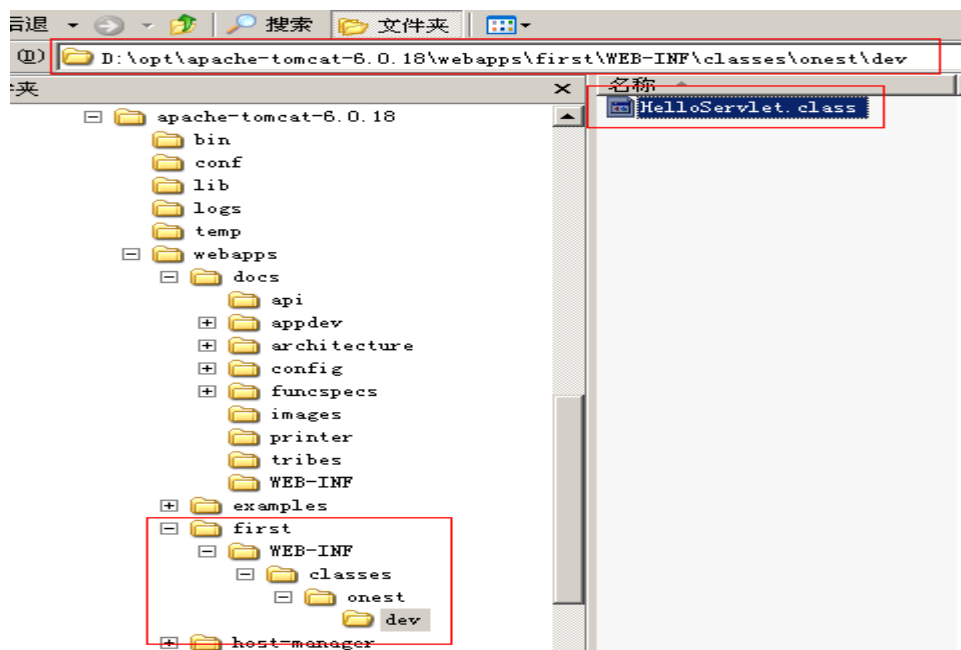 后退 搜索 文件夹
(D) D:\opt\apache-tomcat-6.0.18\webapps\first\WEB-INF\classes\onest\dev
夹 × 名称
apache-tomcat-6.0.18 HelloServlet.class
bin
conf
lib
logs
temp
webapps
docs
api
appdev
architecture
config
funcspecs
images
printer
tribes
WEB-INF
examples
first
WEB-INF
classes
onest
dev
host-manager